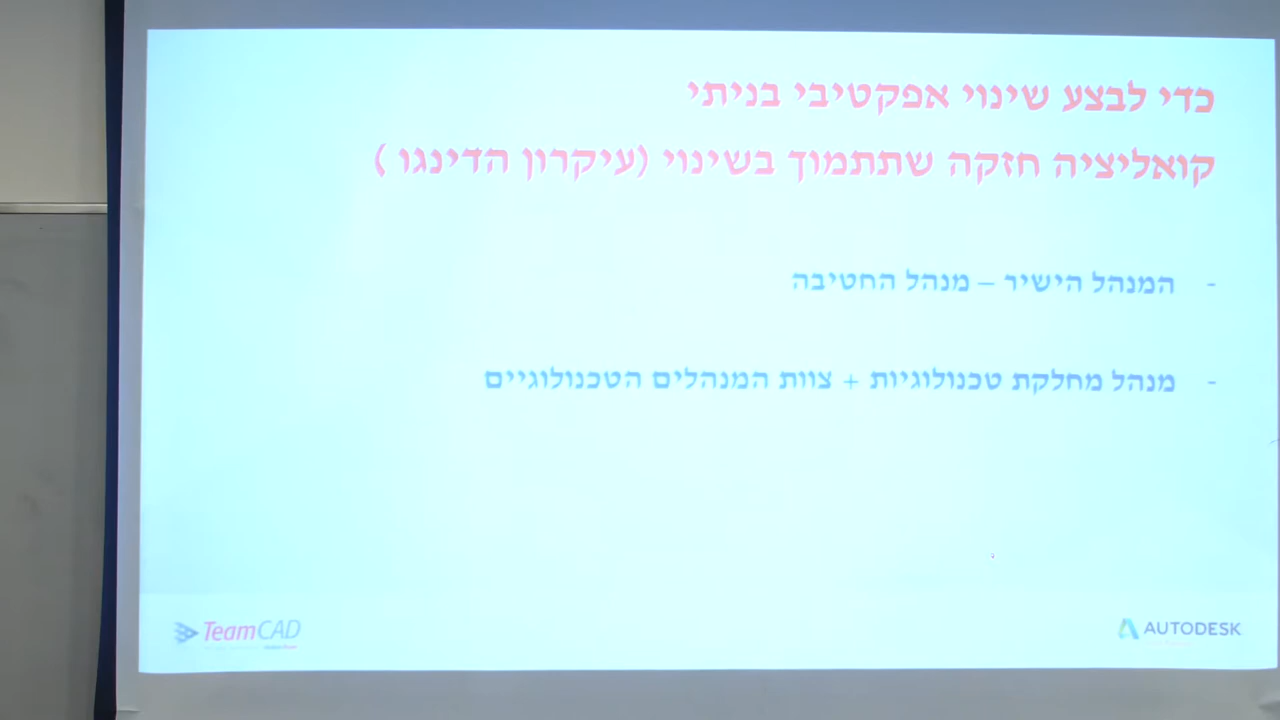 כדי לבצע שינוי אפקטיבי בניתי
קואליציה חזקה שתתמוך בשינוי (עיקרון הדינגו )
- המנהל הישיר – מנהל החטיבה
- מנהל מחלקת טכנולוגיות + צוות המנהלים הטכנולוגיים
TeamCAD
AUTODESK